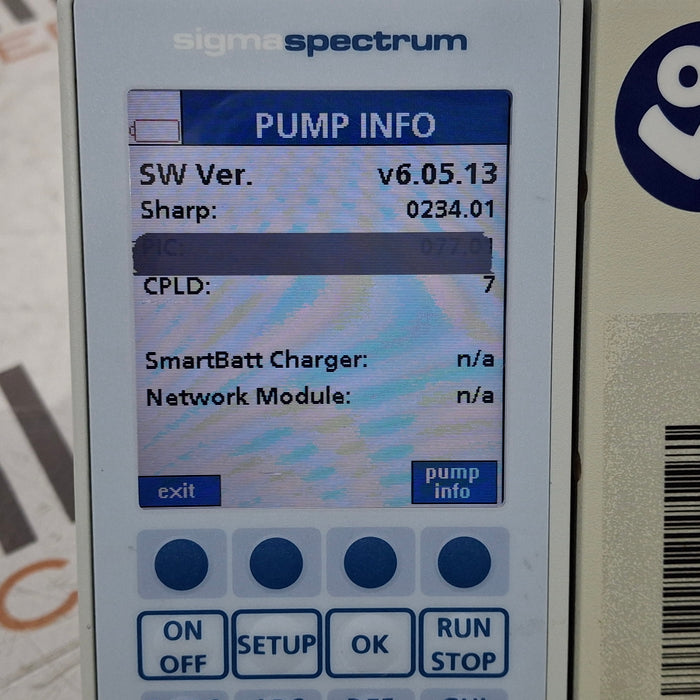 sigmaspectrum
PUMP INFO
SW Ver. v6.05.13
Sharp: 0234.01
PIC:
CPLD: 7
SmartBatt Charger: n/a
Network Module: n/a
exit
pump
info
ON
OFF
SETUP
OK
RUN
STOP